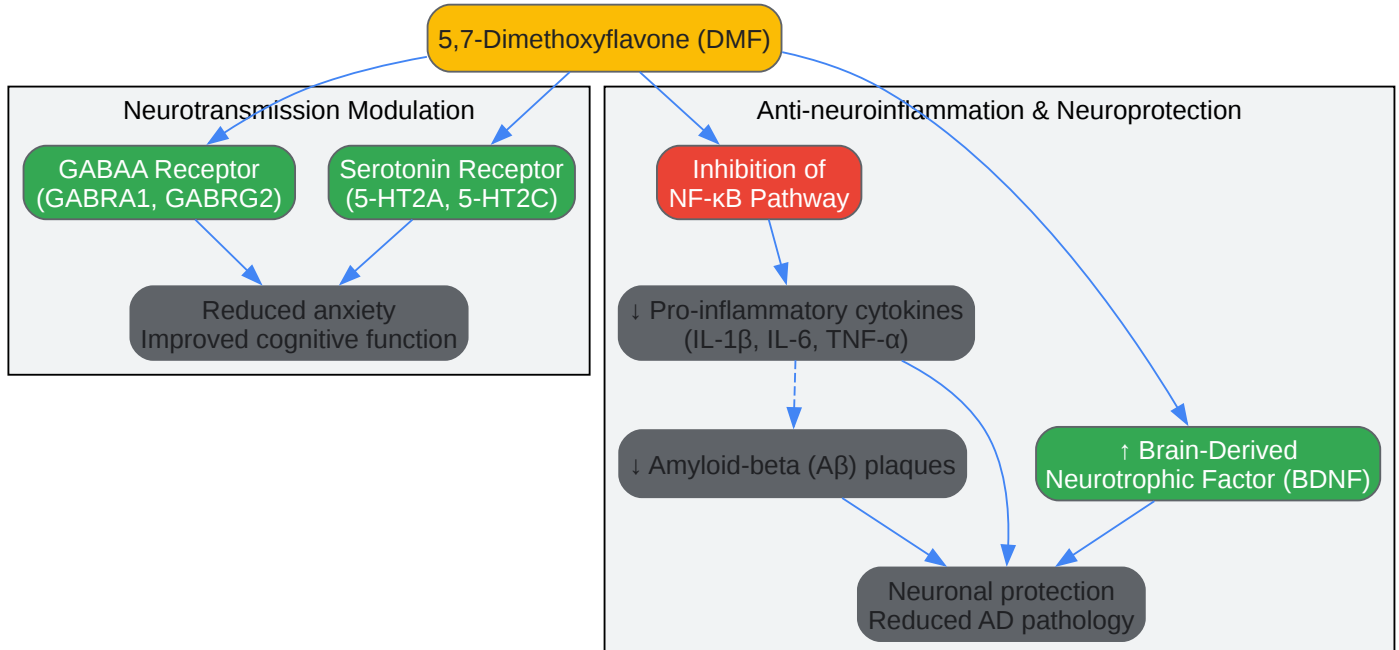 5,7-Dimethoxyflavone (DMF)
Neurotransmission Modulation
GABAA Receptor
(GABRA1, GABRG2)
Serotonin Receptor
(5-HT2A, 5-HT2C)
Reduced anxiety
Improved cognitive function
Anti-neuroinflammation & Neuroprotection
Inhibition of
NF-κB Pathway
↓ Pro-inflammatory cytokines
(IL-1β, IL-6, TNF-α)
↓ Amyloid-beta (Aβ) plaques
↑ Brain-Derived
Neurotrophic Factor (BDNF)
Neuronal protection
Reduced AD pathology